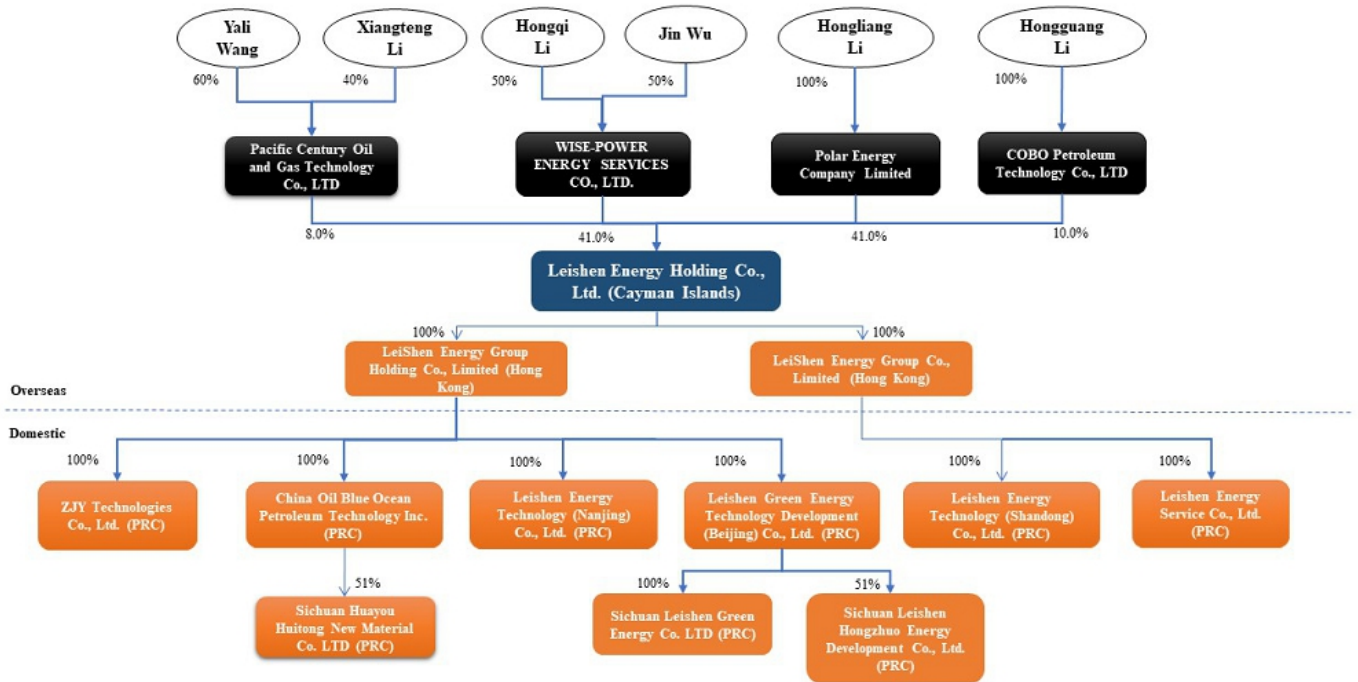 Yali
Wang
Xiangteng
Li
Hongqi
Li
Jin Wu
Hongliang
Li
Hongguang
Li
60%
40%
50%
50%
100%
100%
Pacific Century Oil
and Gas Technology
Co., LTD
WISE-POWER
ENERGY SERVICES
CO., LTD.
Polar Energy
Company Limited
COBO Petroleum
Technology Co., LTD
8.0%
41.0%
41.0%
10.0%
Leishen Energy Holding Co.,
Ltd. (Cayman Islands)
100%
100%
LeiShen Energy Group
Holding Co., Limited (Hong
Kong)
LeiShen Energy Group Co.,
Limited (Hong Kong)
Overseas
Domestic
100%
100%
100%
100%
100%
100%
ZJY Technologies
Co., Ltd. (PRC)
China Oil Blue Ocean
Petroleum Technology Inc.
(PRC)
Leishen Energy
Technology (Nanjing)
Co., Ltd. (PRC)
Leishen Green Energy
Technology Development
(Beijing) Co., Ltd. (PRC)
Leishen Energy
Technology (Shandong)
Co., Ltd. (PRC)
Leishen Energy
Service Co., Ltd.
(PRC)
51%
100%
51%
Sichuan Huayou
Huitong New Material
Co. LTD (PRC)
Sichuan Leishen Green
Energy Co. LTD (PRC)
Sichuan Leishen
Hongzhuo Energy
Development Co., Ltd.
(PRC)